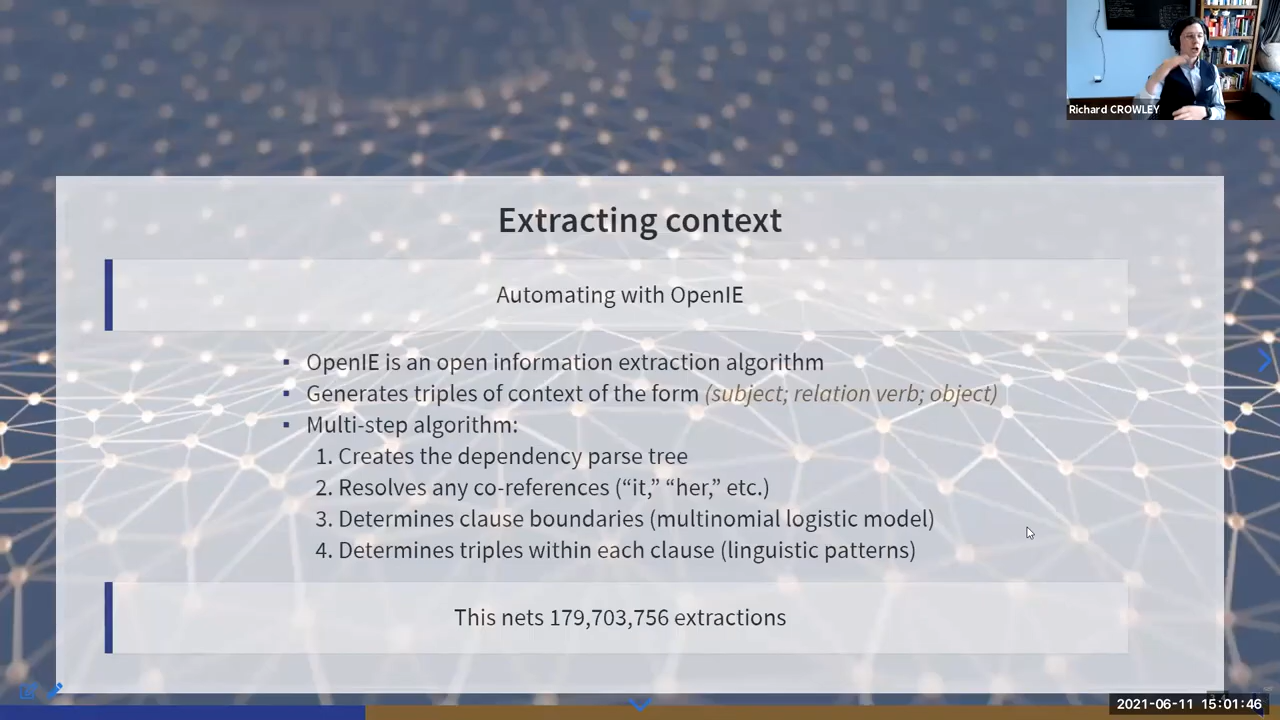 Richard CROWLEY
Extracting context
Automating with OpenIE
▪ OpenIE is an open information extraction algorithm
▪ Generates triples of context of the form (subject; relation verb; object)
▪ Multi-step algorithm:
1. Creates the dependency parse tree
2. Resolves any co-references (“it,” “her,” etc.)
3. Determines clause boundaries (multinomial logistic model)
4. Determines triples within each clause (linguistic patterns)
This nets 179,703,756 extractions
2021-06-11 15:01:46